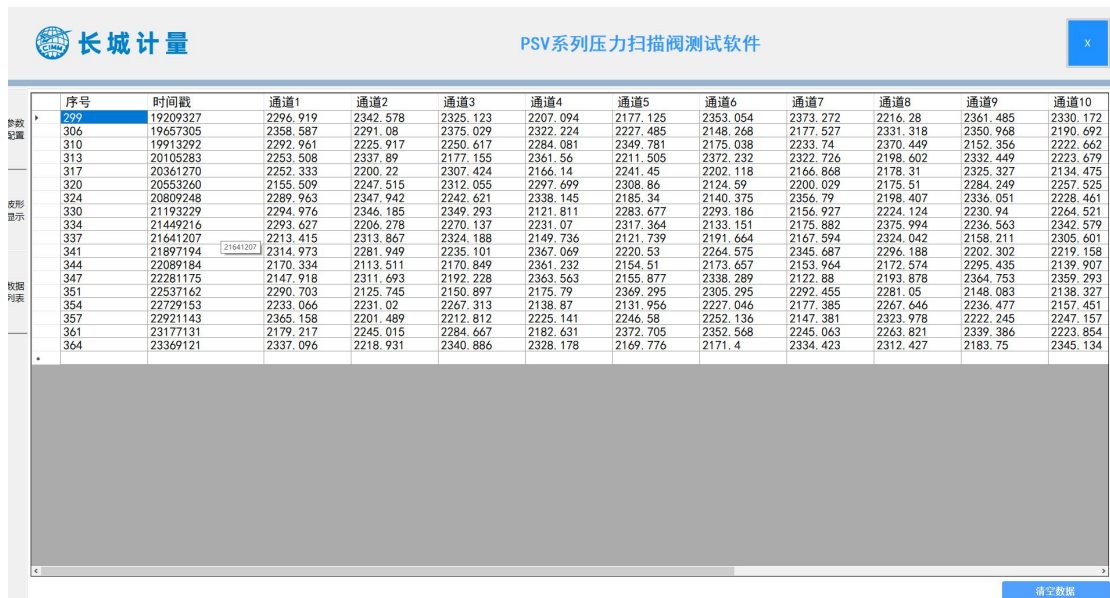 CIMM 长城计量
PSV系列压力扫描阀测试软件
X
参数
配置
波形
显示
数据
列表
序号 时间戳 通道1 通道2 通道3 通道4 通道5 通道6 通道7 通道8 通道9 通道10
299 19209327 2296.919 2342.578 2325.123 2207.094 2177.125 2353.054 2373.272 2216.28 2361.485 2330.172
306 19657305 2358.587 2291.08 2375.029 2322.224 2227.485 2148.268 2177.527 2331.318 2350.968 2190.692
310 19913292 2292.961 2225.917 2250.617 2284.081 2349.781 2175.038 2233.74 2370.449 2152.356 2222.662
313 20105283 2253.508 2337.89 2177.155 2361.56 2211.505 2372.232 2322.726 2198.602 2332.449 2223.679
317 20361270 2252.333 2200.22 2307.424 2166.14 2241.45 2202.118 2166.868 2178.31 2325.327 2134.475
320 20553260 2155.509 2247.515 2312.055 2297.699 2308.86 2124.59 2200.029 2175.51 2284.249 2257.525
324 20809248 2289.963 2347.942 2242.621 2338.145 2185.34 2140.375 2356.79 2198.407 2336.051 2228.461
330 21193229 2294.976 2346.185 2349.293 2121.811 2283.677 2293.186 2156.927 2224.124 2230.94 2264.521
334 21449216 2293.627 2206.278 2270.137 2231.07 2317.364 2133.151 2175.882 2375.994 2236.563 2342.579
337 21641207 2213.415 2313.867 2324.188 2149.736 2121.739 2191.664 2167.594 2324.042 2158.211 2305.601
21641207
341 21897194 2314.973 2281.949 2235.101 2367.069 2220.53 2264.575 2345.687 2296.188 2202.302 2219.158
344 22089184 2170.334 2113.511 2170.849 2361.232 2154.51 2173.657 2153.964 2172.574 2295.435 2139.907
347 22281175 2147.918 2311.693 2192.228 2363.563 2155.877 2338.289 2122.88 2193.878 2364.753 2359.293
351 22537162 2290.703 2125.745 2150.897 2175.79 2369.295 2305.295 2292.455 2281.05 2148.083 2138.327
354 22729153 2233.066 2231.02 2267.313 2138.87 2131.956 2227.046 2177.385 2267.646 2236.477 2157.451
357 22921143 2365.158 2201.489 2212.812 2225.141 2246.58 2252.136 2147.381 2323.978 2222.245 2247.157
361 23177131 2179.217 2245.015 2284.667 2182.631 2372.705 2352.568 2245.063 2263.821 2339.386 2223.854
364 23369121 2337.096 2218.931 2340.886 2328.178 2169.776 2171.4 2334.423 2312.427 2183.75 2345.134
清空数据